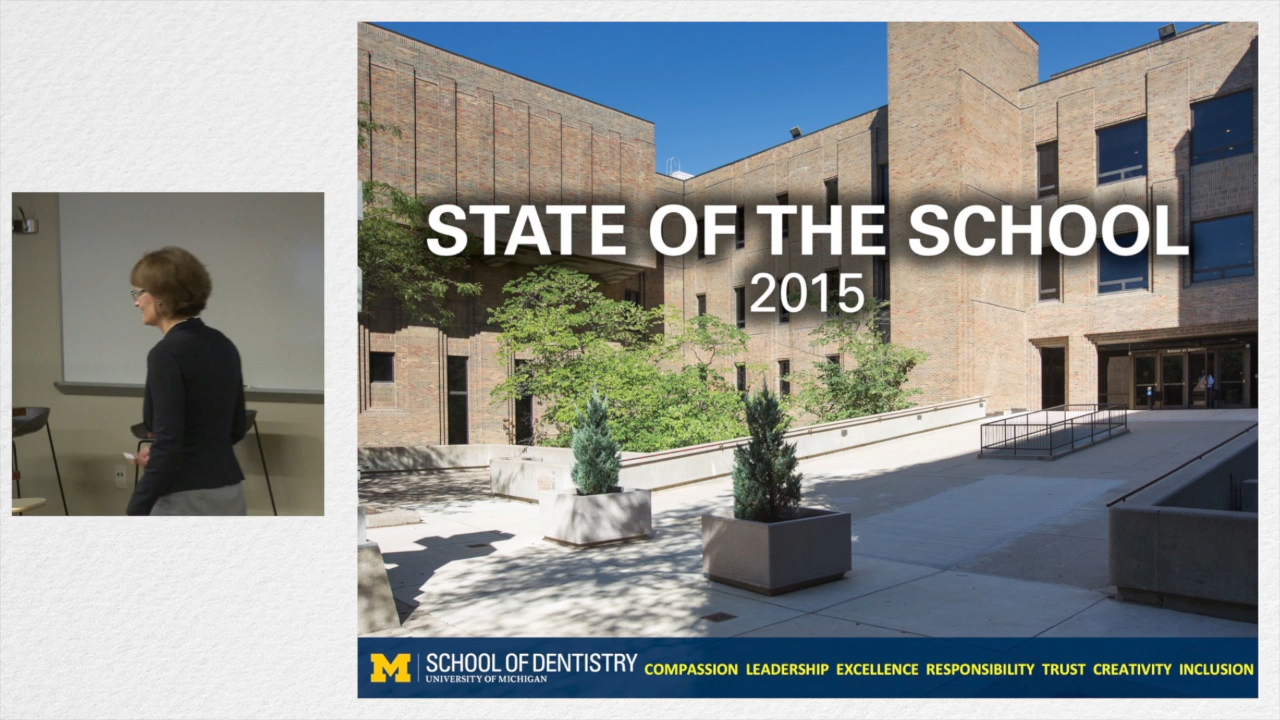 STATE OF THE SCHOOL
2015
M SCHOOL OF DENTISTRY
UNIVERSITY OF MICHIGAN
COMPASSION LEADERSHIP EXCELLENCE RESPONSIBILITY TRUST CREATIVITY INCLUSION